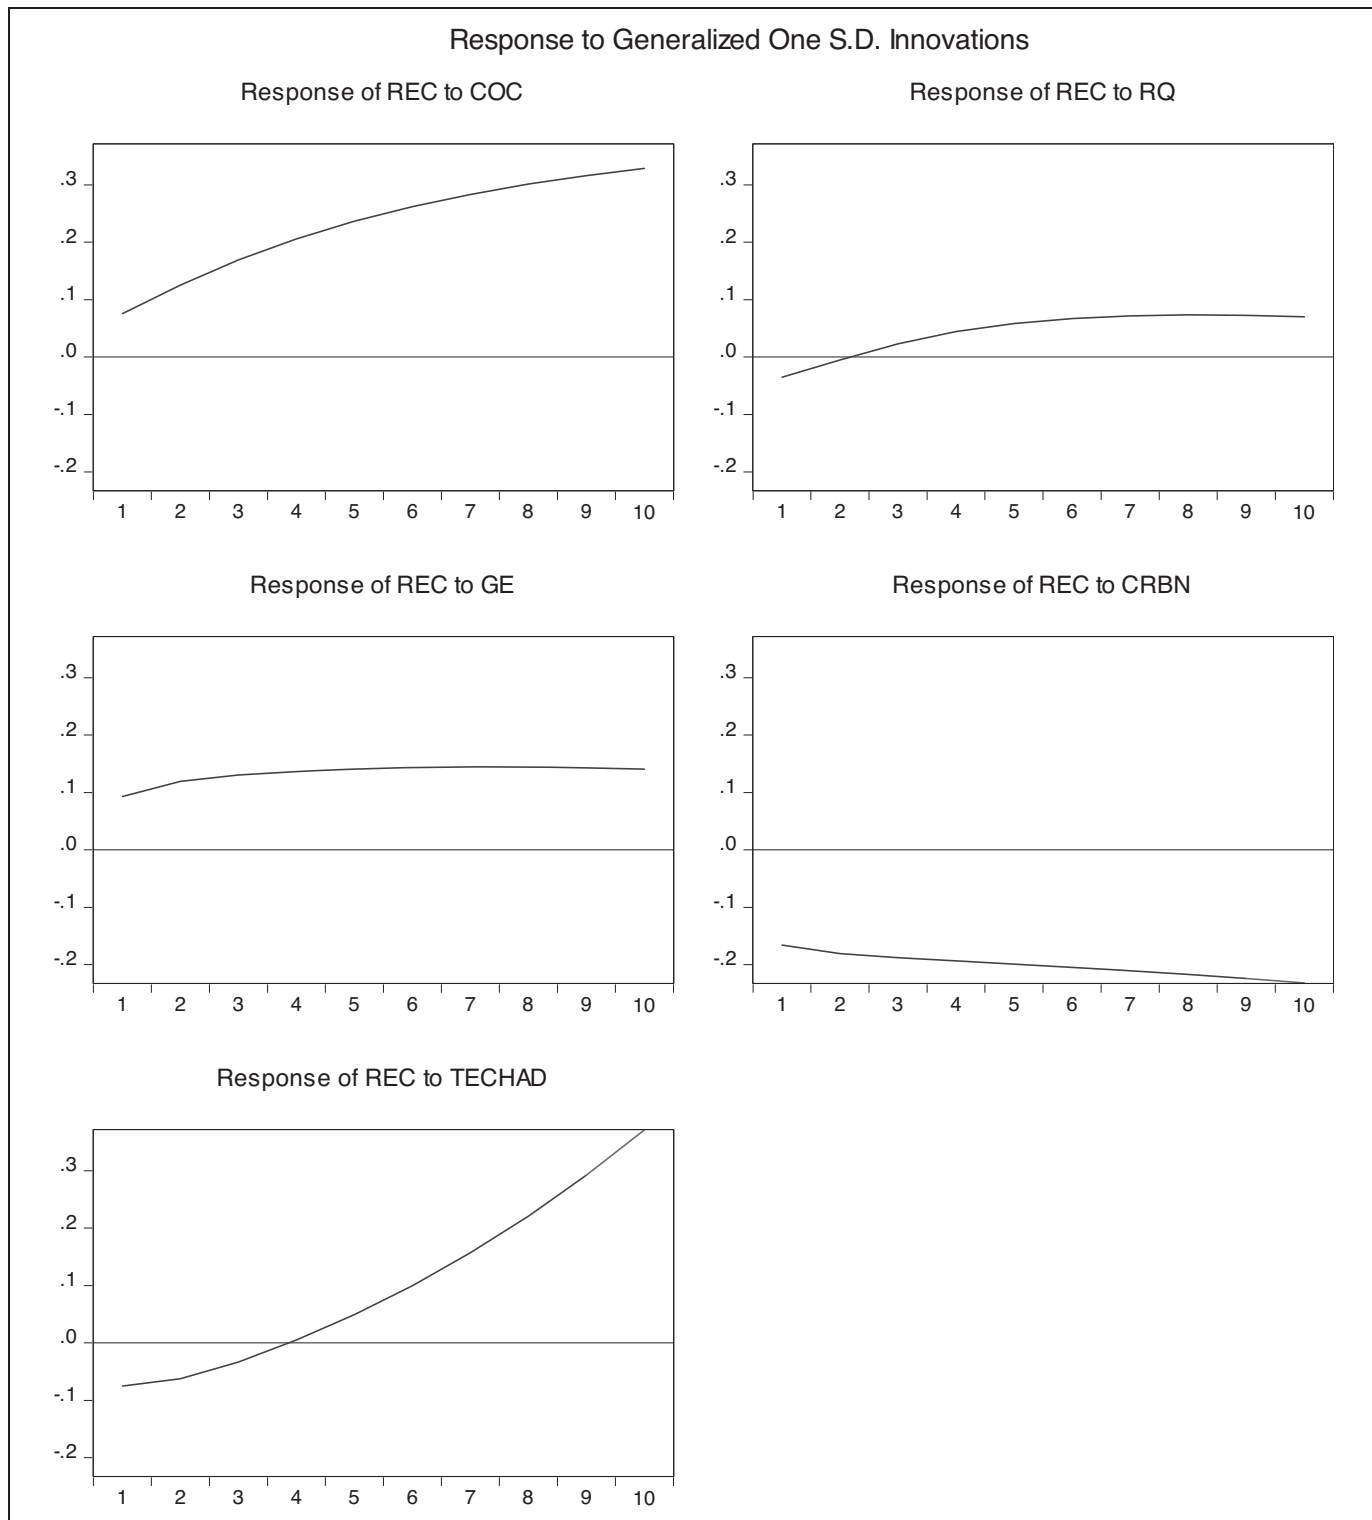 Response to Generalized One S.D. Innovations
Response of REC to COC
.3
.2
.1
.0
-.1
-.2
1 2 3 4 5 6 7 8 9 10
Response of REC to RQ
.3
.2
.1
.0
-.1
-.2
1 2 3 4 5 6 7 8 9 10
Response of REC to GE
.3
.2
.1
.0
-.1
-.2
1 2 3 4 5 6 7 8 9 10
Response of REC to CRBN
.3
.2
.1
.0
-.1
-.2
1 2 3 4 5 6 7 8 9 10
Response of REC to TECHAD
.3
.2
.1
.0
-.1
-.2
1 2 3 4 5 6 7 8 9 10